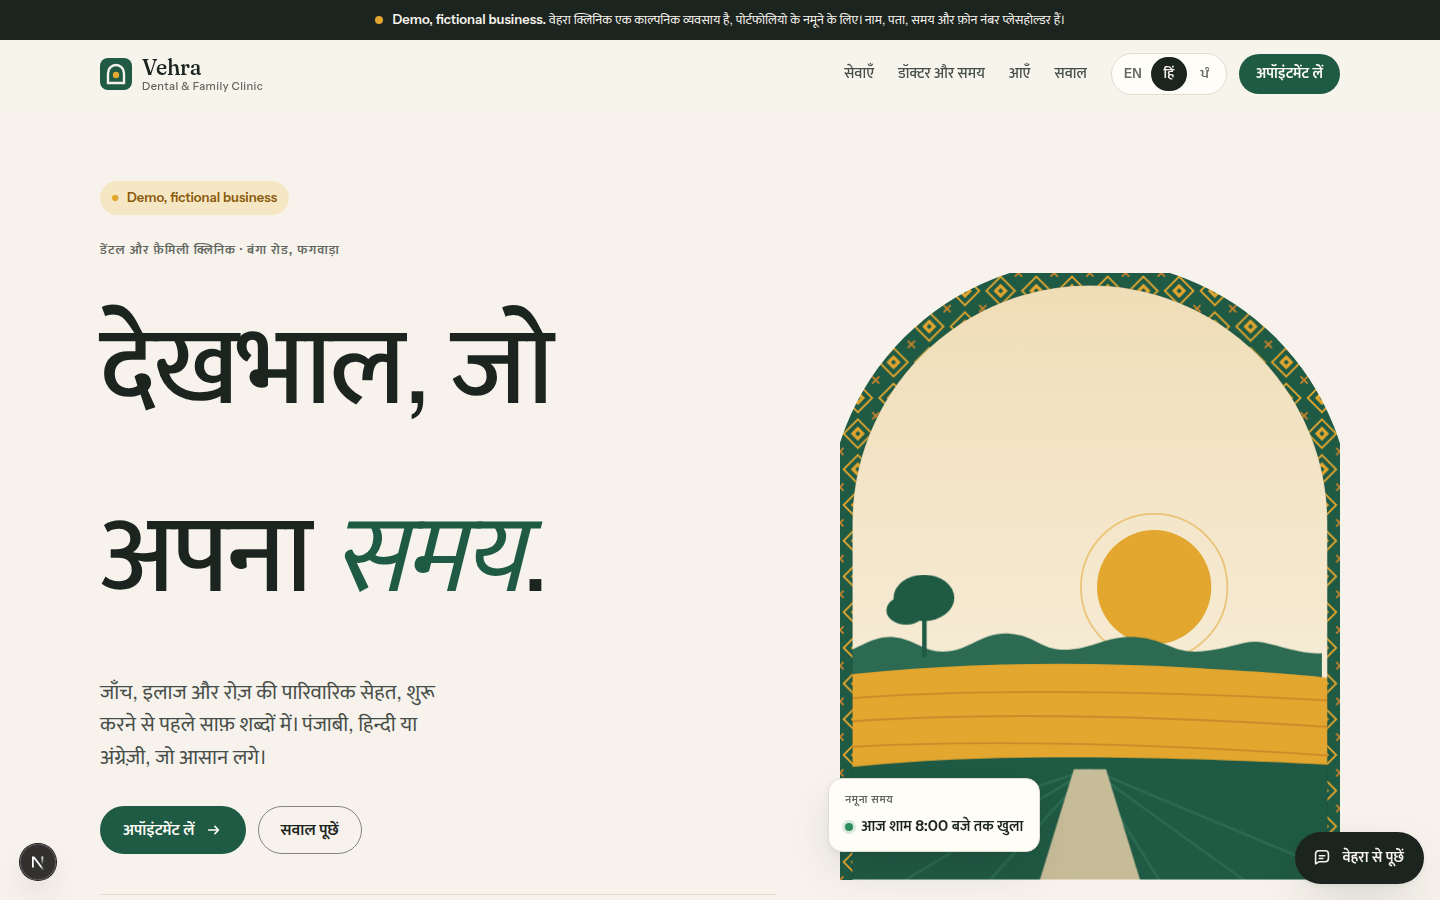 Demo, fictional business. वेहरा क्लिनिक एक काल्पनिक व्यवसाय है, पोर्टफोलियो के नमूने के लिए। नाम, पता, समय और फ़ोन नंबर प्लेसहोल्डर हैं।
Vehra
Dental & Family Clinic
सेवाएँ
डॉक्टर और समय
आएँ
सवाल
EN
हिं
ਪੰ
अपॉइंटमेंट लें
Demo, fictional business
डेंटल और फ़ैमिली क्लिनिक · बंगा रोड, फगवाड़ा
देखभाल, जो
अपना समय.
जाँच, इलाज और रोज़ की पारिवारिक सेहत, शुरू
करने से पहले साफ़ शब्दों में। पंजाबी, हिन्दी या
अंग्रेज़ी, जो आसान लगे।
अपॉइंटमेंट लें
सवाल पूछें
नमूना समय
आज शाम 8:00 बजे तक खुला
N
वेहरा से पूछें